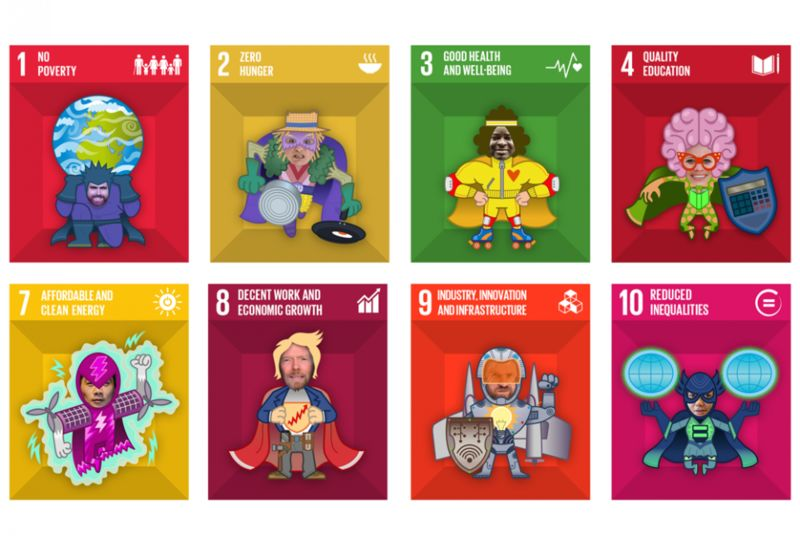 1 NO
POVERTY
2 ZERO
HUNGER
3 GOOD HEALTH
AND WELL-BEING
4 QUALITY
EDUCATION
7 AFFORDABLE AND
CLEAN ENERGY
8 DECENT WORK AND
ECONOMIC GROWTH
9 INDUSTRY, INNOVATION
AND INFRASTRUCTURE
10 REDUCED
INEQUALITIES